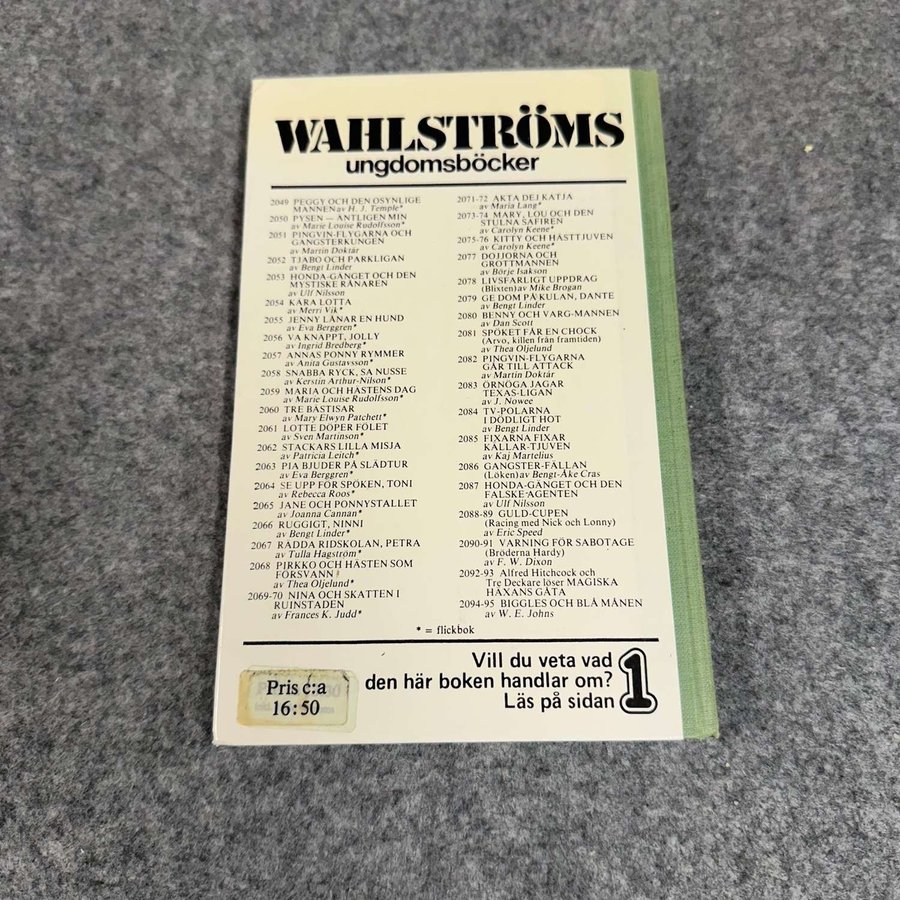 WAHLSTRÖMS
ungdomsböcker
2049 PEGGY OCH DEN OSYNLIGE
MANNEN av H. J. Temple*
2050 PYSEN — ÄNTLIGEN MIN
av Marie Louise Rudolfsson*
2051 PINGVIN-FLYGARNA OCH
GANGSTERKUNGEN
av Martin Doktár
2052 TJABO OCH PARKLIGAN
av Bengt Linder
2053 HONDA-GÄNGET OCH DEN
MYSTISKE RÅNAREN
av Ulf Nilsson
2054 KÄRA LOTTA
av Merri Vik*
2055 JENNY LÅNAR EN HUND
av Eva Berggren*
2056 VA KNÄPPT, JOLLY
av Ingrid Bredberg*
2057 ANNAS PONNY RYMMER
av Anita Gustavsson*
2058 SNABBA RYCK, SA NUSSE
av Kerstin Arthur-Nilson*
2059 MARIA OCH HÄSTENS DAG
av Marie Louise Rudolfsson*
2060 TRE BÄSTISAR
av Mary Elwyn Patchett*
2061 LOTTE DÖPER FÖLET
av Sven Martinson*
2062 STACKARS LILLA MISJA
av Patricia Leitch*
2063 PIA BJUDER PÅ SLÄDTUR
av Eva Berggren*
2064 SE UPP FÖR SPÖKEN, TONI
av Rebecca Roos*
2065 JANE OCH PONNYSTALLET
av Joanna Cannan*
2066 RUGGIGT, NINNI
av Bengt Linder*
2067 RÄDDA RIDSKOLAN, PETRA
av Tulla Hagström*
2068 PIRKKO OCH HÄSTEN SOM
FÖRSVANN!
av Thea Oljelund*
2069-70 NINA OCH SKATTEN I
RUINSTADEN
av Frances K. Judd*
2071-72 AKTA DEJ KATJA
av Maria Lang*
2073-74 MARY, LOU OCH DEN
STULNA SAFIREN
av Carolyn Keene*
2075-76 KITTY OCH HÄSTTJUVEN
av Carolyn Keene*
2077 DOJJORNA OCH
GROTTMANNEN
av Börje Isakson
2078 LIVSFARLIGT UPPDRAG
(Blixten) av Mike Brogan
2079 GE DOM PÅ KULAN, DANTE
av Bengt Linder
2080 BENNY OCH VARG-MANNEN
av Dan Scott
2081 SPÖKET FÅR EN CHOCK
(Arvo, killen från framtiden)
av Thea Oljelund
2082 PINGVIN-FLYGARNA
GÅR TILL ATTACK
av Martin Doktár
2083 ÖRNÖGA JAGAR
TEXAS-LIGAN
av J. Nowee
2084 TV-POLARNA
I DÖDLIGT HOT
av Bengt Linder
2085 FIXARNA FIXAR
KÄLLAR-TJUVEN
av Kaj Martelius
2086 GANGSTER-FÄLLAN
(Löken) av Bengt-Åke Cras
2087 HONDA-GÄNGET OCH DEN
FALSKE AGENTEN
av Ulf Nilsson
2088-89 GULD-CUPEN
(Racing med Nick och Lonny)
av Eric Speed
2090-91 VARNING FÖR SABOTAGE
(Bröderna Hardy)
av F. W. Dixon
2092-93 Alfred Hitchcock och
Tre Deckare löser MAGISKA
HÄXANS GÅTA
2094-95 BIGGLES OCH BLÅ MÅNEN
av W. E. Johns
* = flickbok
Vill du veta vad
den här boken handlar om?
Läs på sidan 1
Pris c:a
16:50